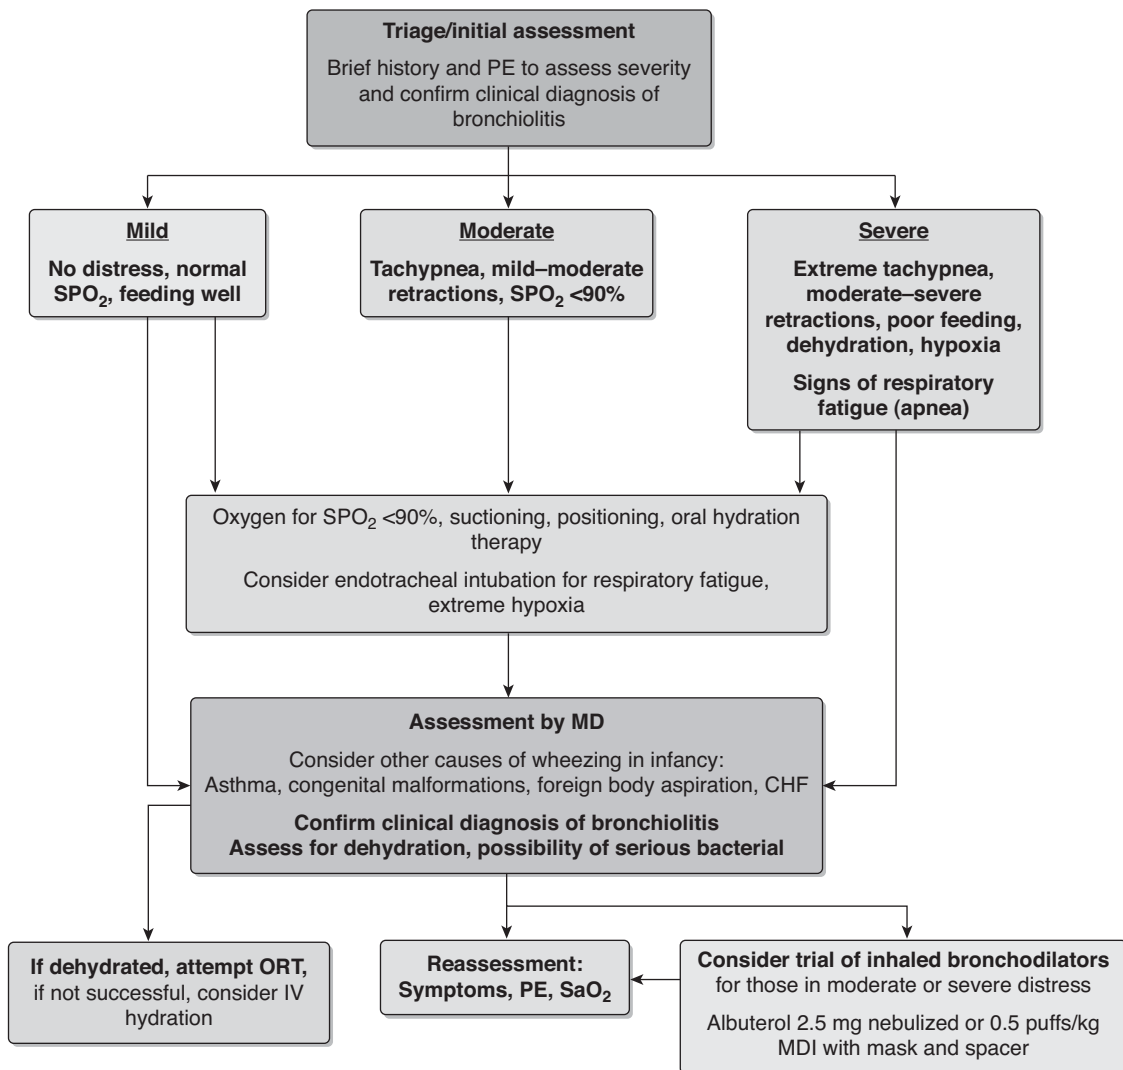 Triage/initial assessment
Brief history and PE to assess severity
and confirm clinical diagnosis of
bronchiolitis
Mild
No distress, normal
SPO₂, feeding well
Moderate
Tachypnea, mild–moderate
retractions, SPO₂ <90%
Severe
Extreme tachypnea,
moderate–severe
retractions, poor feeding,
dehydration, hypoxia
Signs of respiratory
fatigue (apnea)
Oxygen for SPO₂ <90%, suctioning, positioning, oral hydration
therapy
Consider endotracheal intubation for respiratory fatigue,
extreme hypoxia
Assessment by MD
Consider other causes of wheezing in infancy:
Asthma, congenital malformations, foreign body aspiration, CHF
Confirm clinical diagnosis of bronchiolitis
Assess for dehydration, possibility of serious bacterial
If dehydrated, attempt ORT,
if not successful, consider IV
hydration
Reassessment:
Symptoms, PE, SaO₂
Consider trial of inhaled bronchodilators
for those in moderate or severe distress
Albuterol 2.5 mg nebulized or 0.5 puffs/kg
MDI with mask and spacer